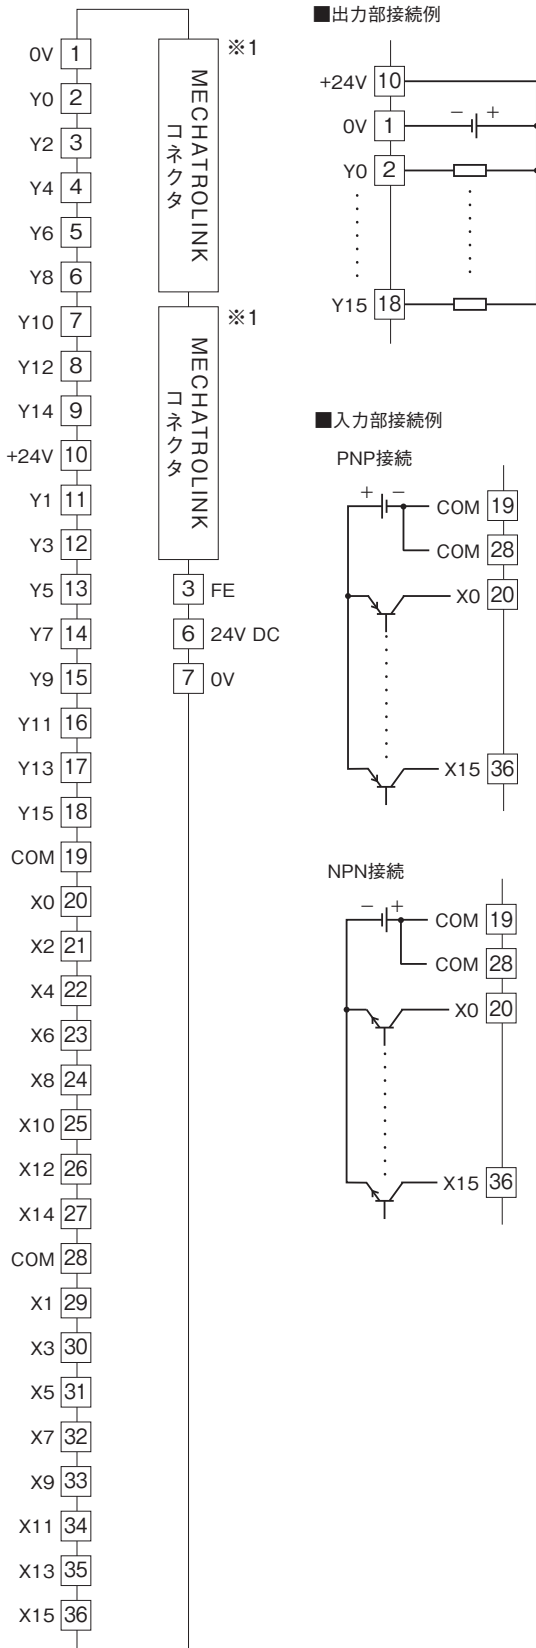 0V 1
Y0 2
Y2 3
Y4 4
Y6 5
Y8 6
Y10 7
Y12 8
Y14 9
+24V 10
Y1 11
Y3 12
Y5 13
Y7 14
Y9 15
Y11 16
Y13 17
Y15 18
COM 19
X0 20
X2 21
X4 22
X6 23
X8 24
X10 25
X12 26
X14 27
COM 28
X1 29
X3 30
X5 31
X7 32
X9 33
X11 34
X13 35
X15 36
MECHATROLINK
コネクタ
※1
MECHATROLINK
コネクタ
※1
3 FE
6 24V DC
7 0V
■出力部接続例
+24V 10
0V 1 − +
Y0 2
Y15 18
■入力部接続例
PNP接続
+ − COM 19
COM 28
X0 20
X15 36
NPN接続
− + COM 19
COM 28
X0 20
X15 36